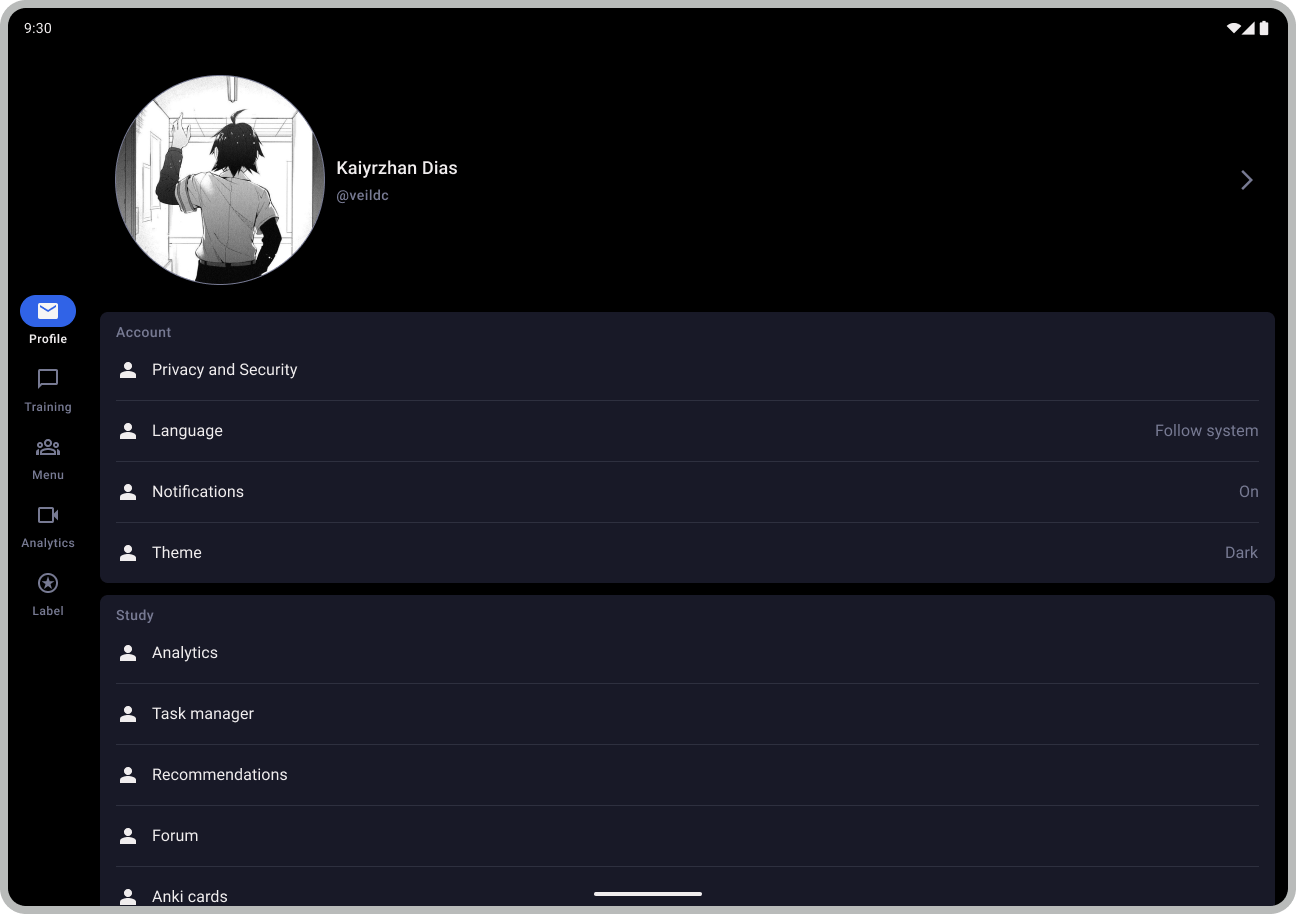 9:30
Kaiyrzhan Dias
@veildc
Profile
Training
Menu
Analytics
Label
Account
Privacy and Security
Language Follow system
Notifications On
Theme Dark
Study
Analytics
Task manager
Recommendations
Forum
Anki cards